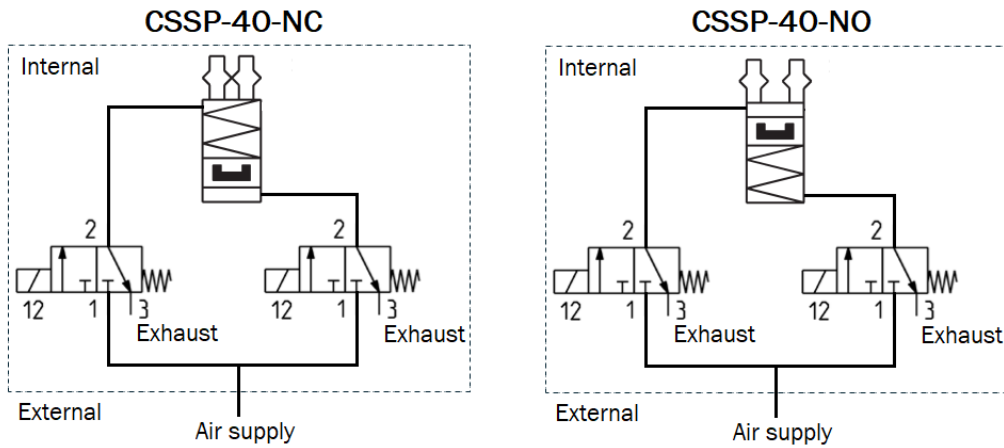 CSSP-40-NC
Internal
2
2
12
1
3
Exhaust
12
1
3
Exhaust
External
Air supply
CSSP-40-NO
Internal
2
2
12
1
3
Exhaust
12
1
3
Exhaust
External
Air supply